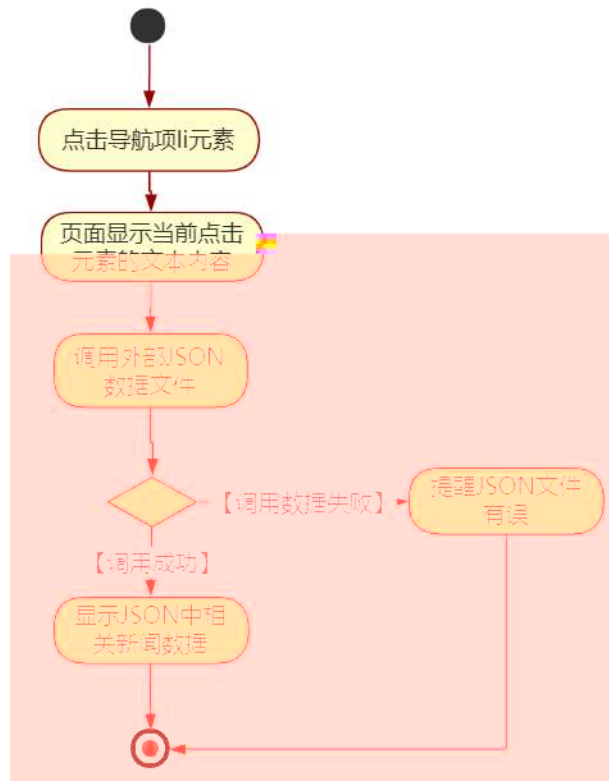 点击导航项li元素
页面显示当前点击
元素的文本内容
调用外部JSON
数据文件
【调用数据失败】
提醒JSON文件
有误
【调用成功】
显示JSON中相
关新闻数据